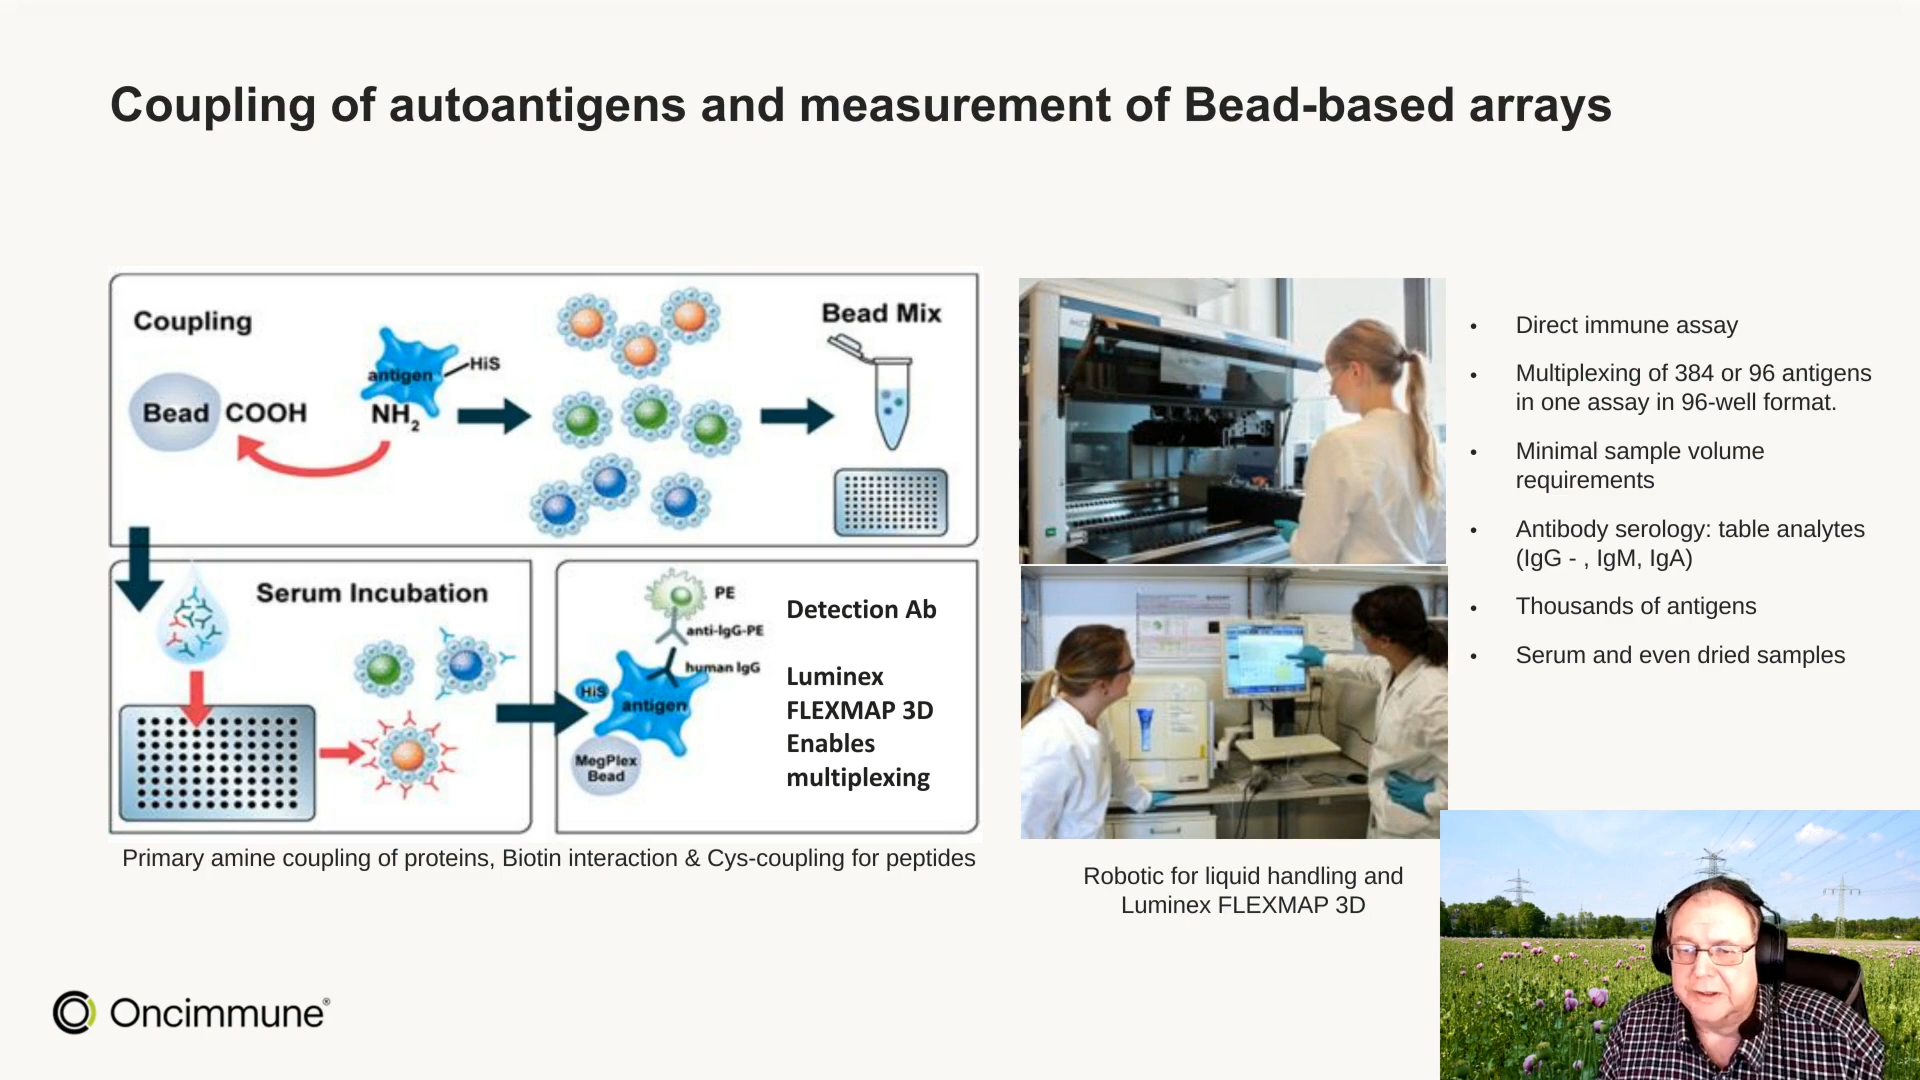 Coupling of autoantigens and measurement of Bead-based arrays
Coupling
Bead COOH
antigen
HiS
NH2
Bead Mix
Serum Incubation
PE
anti-IgG-PE
human IgG
HiS
antigen
MegPlex
Bead
Detection Ab
Luminex
FLEXMAP 3D
Enables
multiplexing
Primary amine coupling of proteins, Biotin interaction & Cys-coupling for peptides
Robotic for liquid handling and
Luminex FLEXMAP 3D
• Direct immune assay
• Multiplexing of 384 or 96 antigens
in one assay in 96-well format.
• Minimal sample volume
requirements
• Antibody serology: table analytes
(IgG - , IgM, IgA)
• Thousands of antigens
• Serum and even dried samples
Oncimmune®